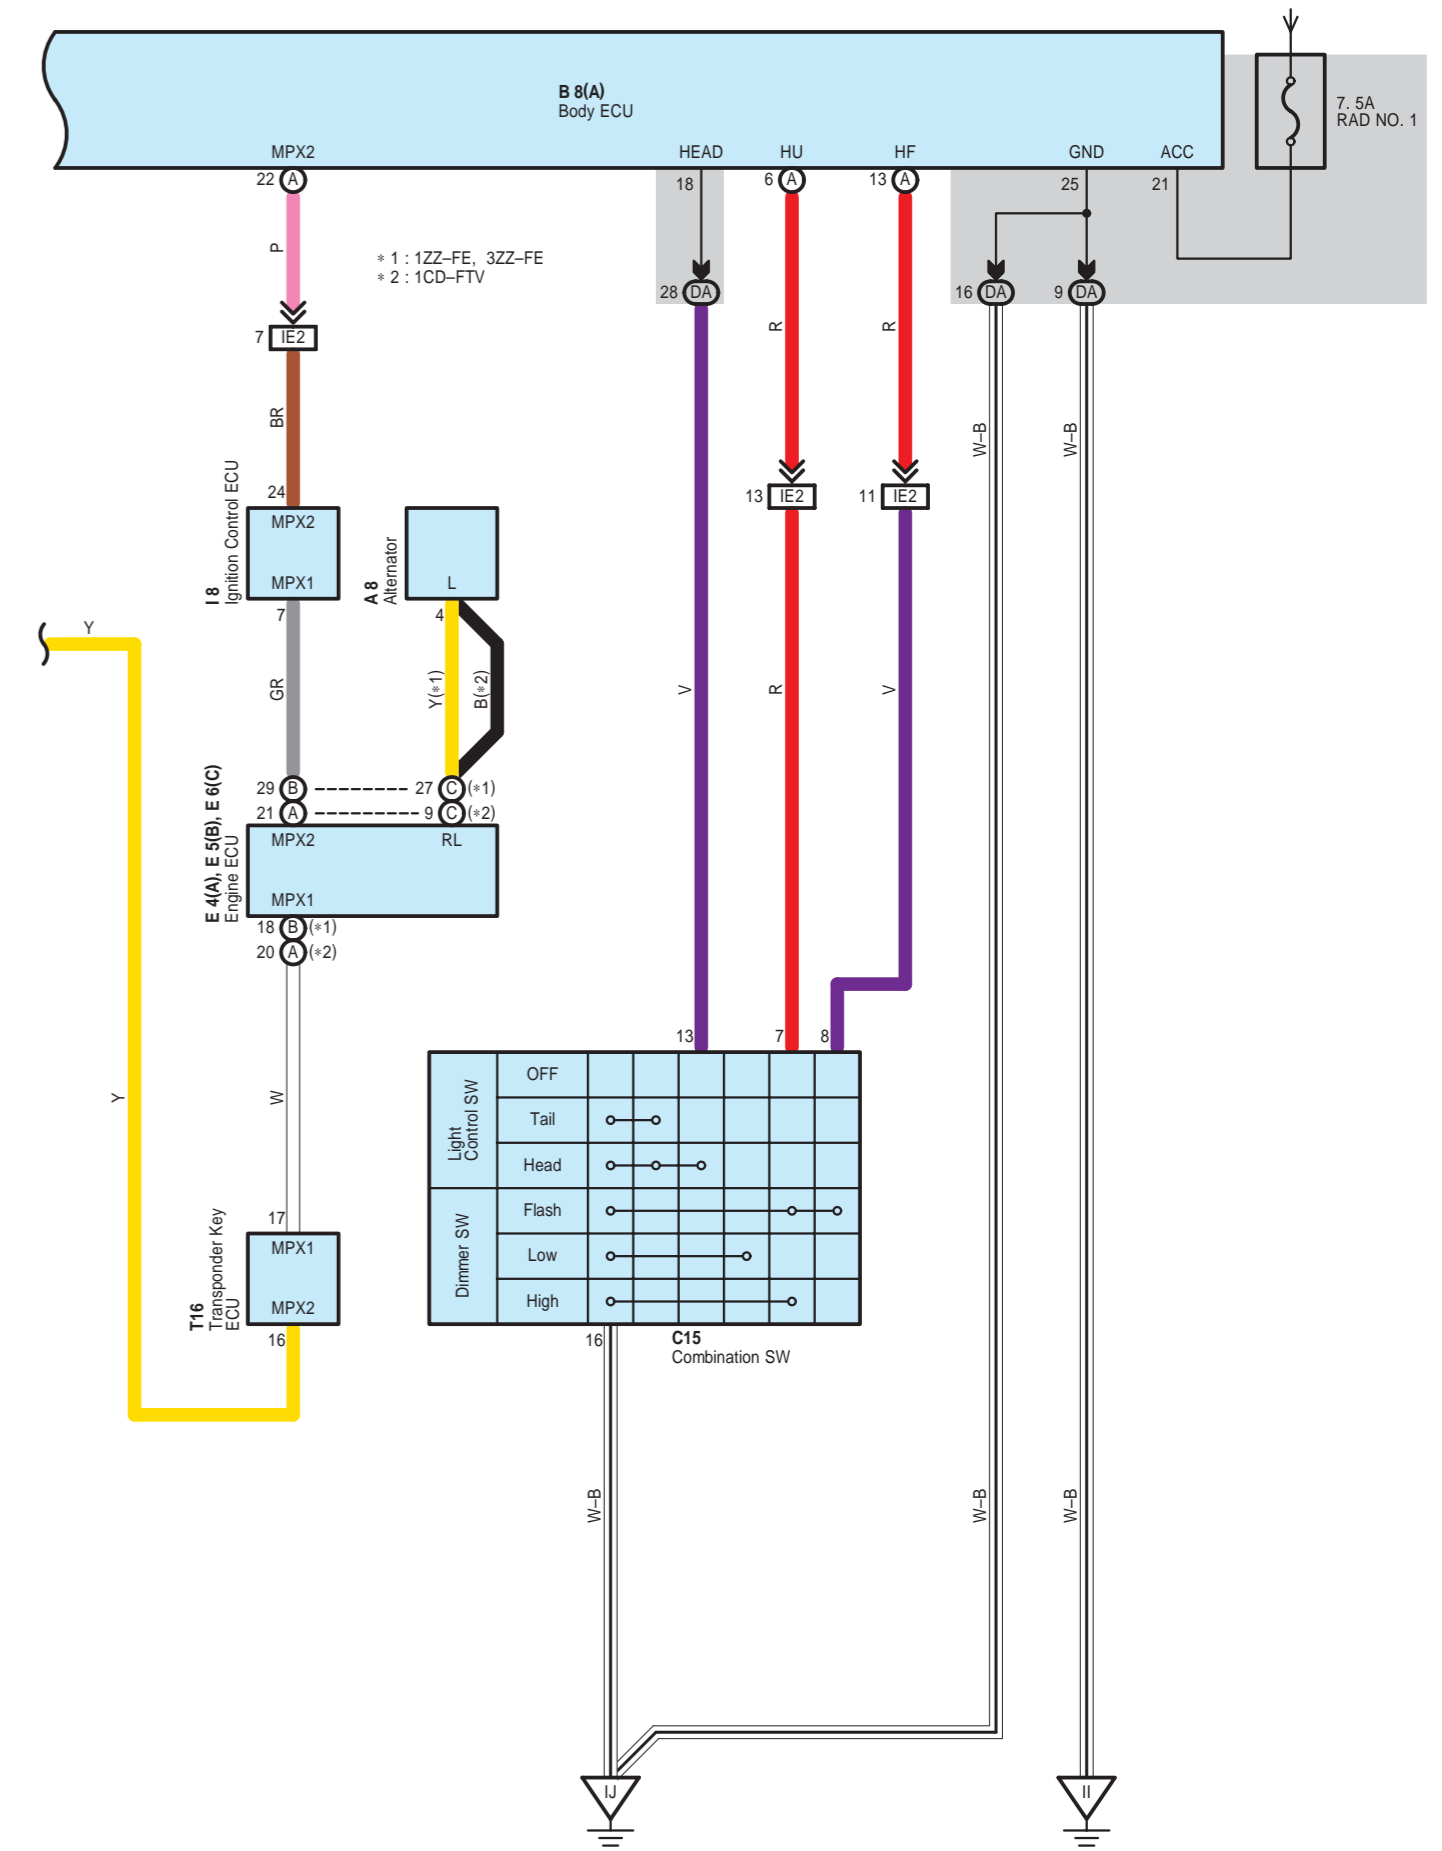 B 8(A)
Body ECU
7. 5A
RAD NO. 1
MPX2
HEAD
HU
HF
GND
ACC
22 A
18
6 A
13 A
25
21
P
∗ 1 : 1ZZ–FE, 3ZZ–FE
∗ 2 : 1CD–FTV
28 DA
16 DA
9 DA
R
R
7 IE2
BR
W–B
W–B
24
13 IE2
11 IE2
I 8
Ignition Control ECU
MPX2
MPX1
7
A 8
Alternator
L
4
Y
GR
Y(∗1)
B(∗2)
V
R
V
29 B
27 C (∗1)
21 A
9 C (∗2)
E 4(A), E 5(B), E 6(C)
Engine ECU
MPX2
RL
MPX1
18 B (∗1)
20 A (∗2)
13
7
8
Y
W
Light
Control SW
OFF
Tail
Head
Dimmer SW
Flash
Low
High
17
T16
Transponder Key
ECU
MPX1
MPX2
16
16
C15
Combination SW
W–B
W–B
W–B
IJ
II